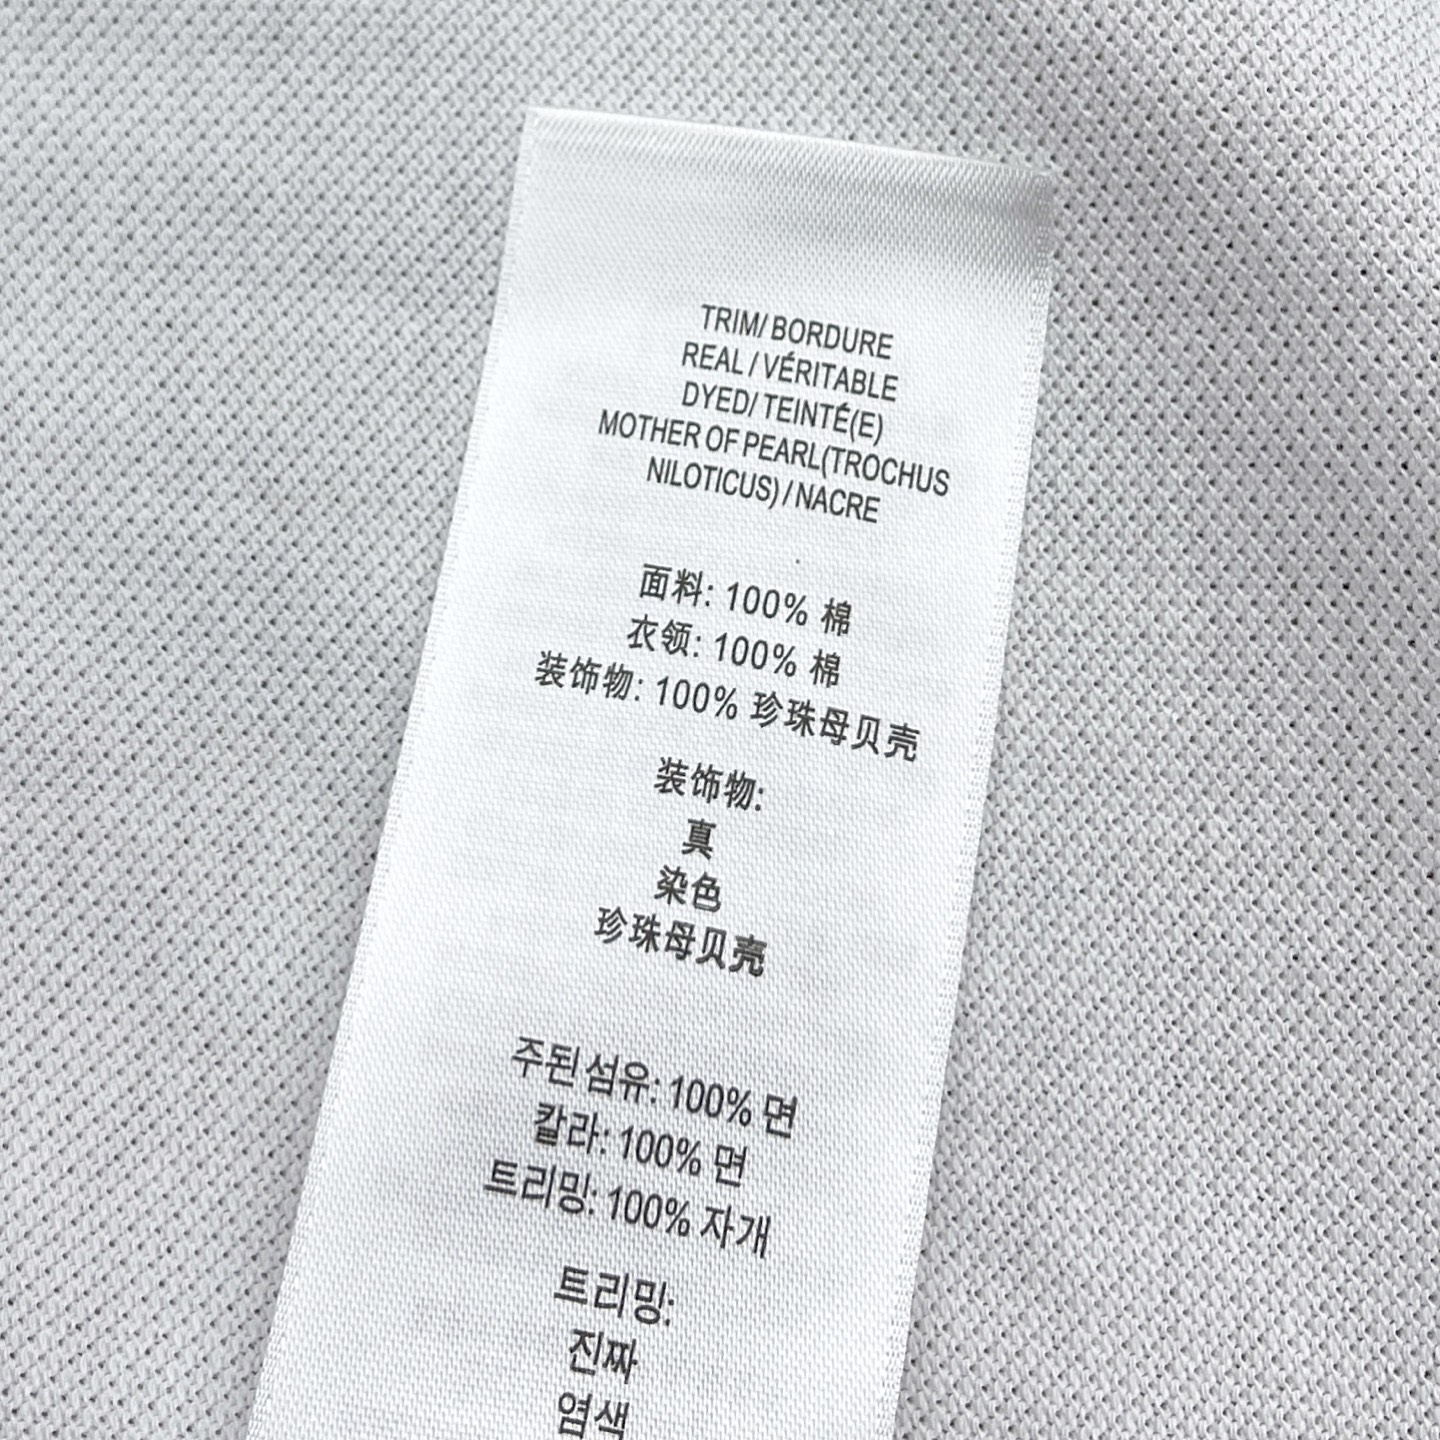 TRIM/ BORDURE
REAL / VÉRITABLE
DYED/ TEINTÉ(E)
MOTHER OF PEARL(TROCHUS
NILOTICUS) / NACRE
面料: 100% 棉
衣领: 100% 棉
装饰物: 100% 珍珠母贝壳
装饰物:
真
染色
珍珠母贝壳
주된 섬유: 100% 면
칼라: 100% 면
트리밍: 100% 자개
트리밍:
진짜
염색